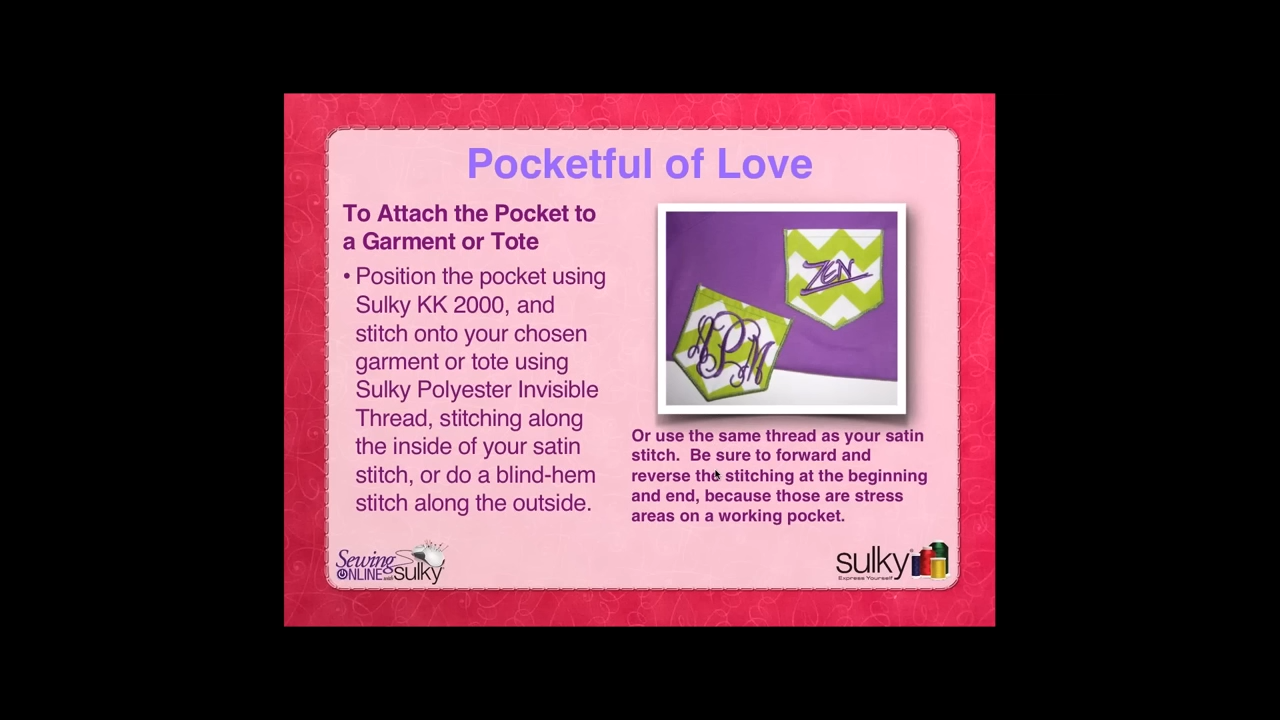 Pocketful of Love
To Attach the Pocket to
a Garment or Tote
• Position the pocket using
Sulky KK 2000, and
stitch onto your chosen
garment or tote using
Sulky Polyester Invisible
Thread, stitching along
the inside of your satin
stitch, or do a blind-hem
stitch along the outside.
ZEN
APM
Or use the same thread as your satin
stitch.  Be sure to forward and
reverse the stitching at the beginning
and end, because those are stress
areas on a working pocket.
Sewing
ONLINE with sulky
sulky®
Express Yourself